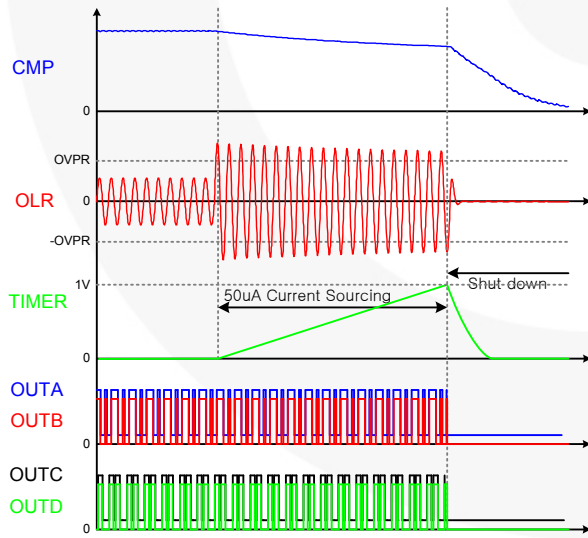 CMP
0
OVPR
OLR
0
-OVPR
1V
TIMER
50uA Current Sourcing
Shut down
0
OUTA
OUTB
0
OUTC
OUTD
0